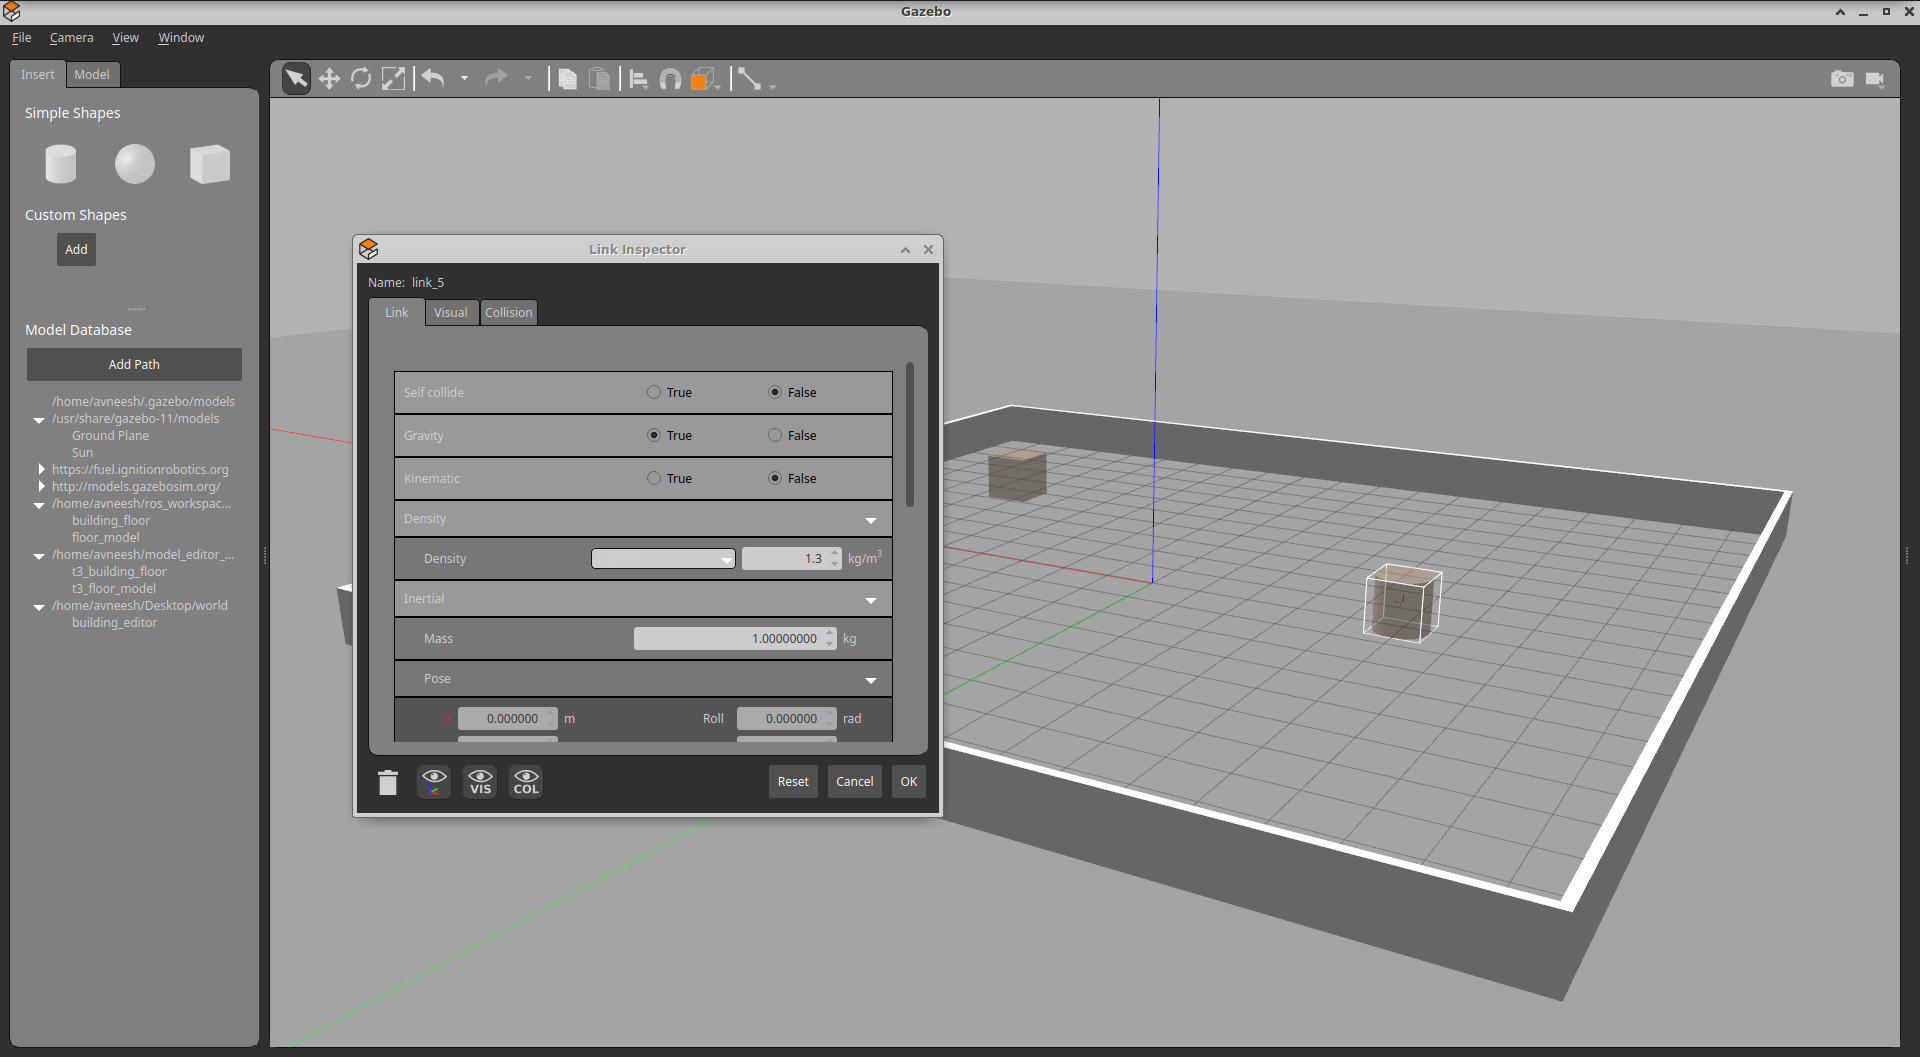 Gazebo
File Camera View Window
Insert Model
Simple Shapes
Custom Shapes
Add
Model Database
Add Path
/home/avneesh/.gazebo/models
/usr/share/gazebo-11/models
Ground Plane
Sun
https://fuel.ignitionrobotics.org
http://models.gazebosim.org/
/home/avneesh/ros_workspac...
building_floor
floor_model
/home/avneesh/model_editor_...
t3_building_floor
t3_floor_model
/home/avneesh/Desktop/world
building_editor
Link Inspector
Name: link_5
Link Visual Collision
Self collide True False
Gravity True False
Kinematic True False
Density
Density 1.3 kg/m³
Inertial
Mass 1.00000000 kg
Pose
X 0.000000 m Roll 0.000000 rad
VIS COL Reset Cancel OK